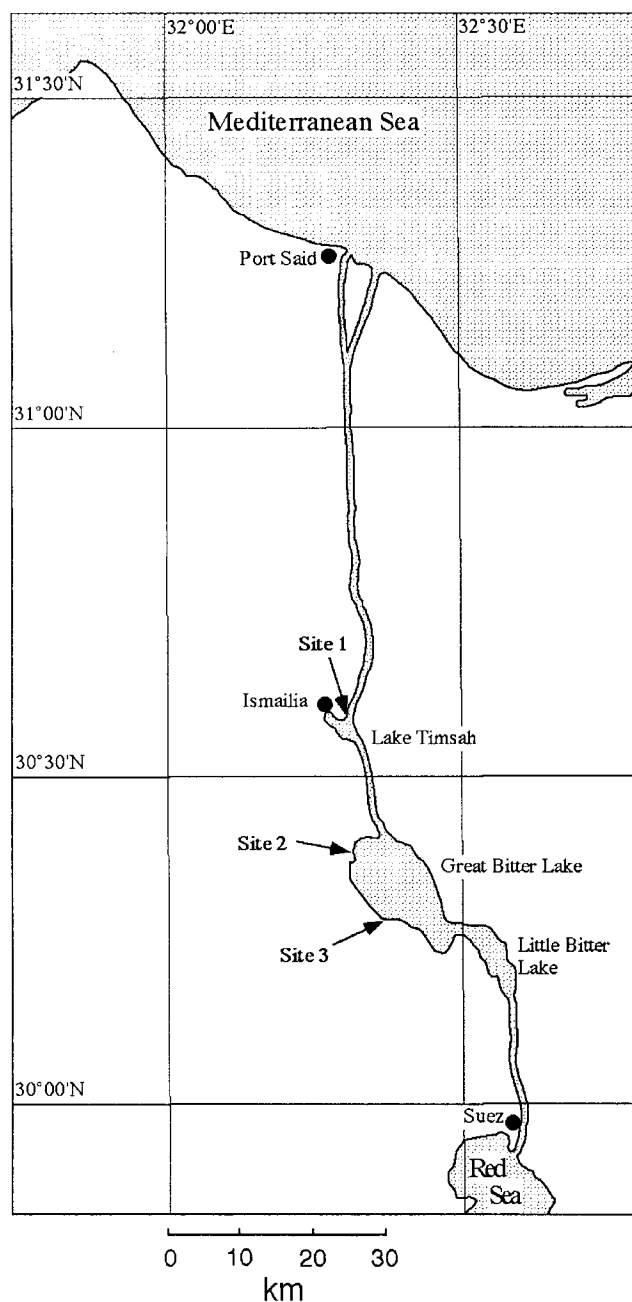 32°00'E
32°30'E
31°30'N
Mediterranean Sea
Port Said
31°00'N
Site 1
Ismailia
Lake Timsah
30°30'N
Site 2
Great Bitter Lake
Site 3
Little Bitter
Lake
30°00'N
Suez
Red
Sea
0 10 20 30
km